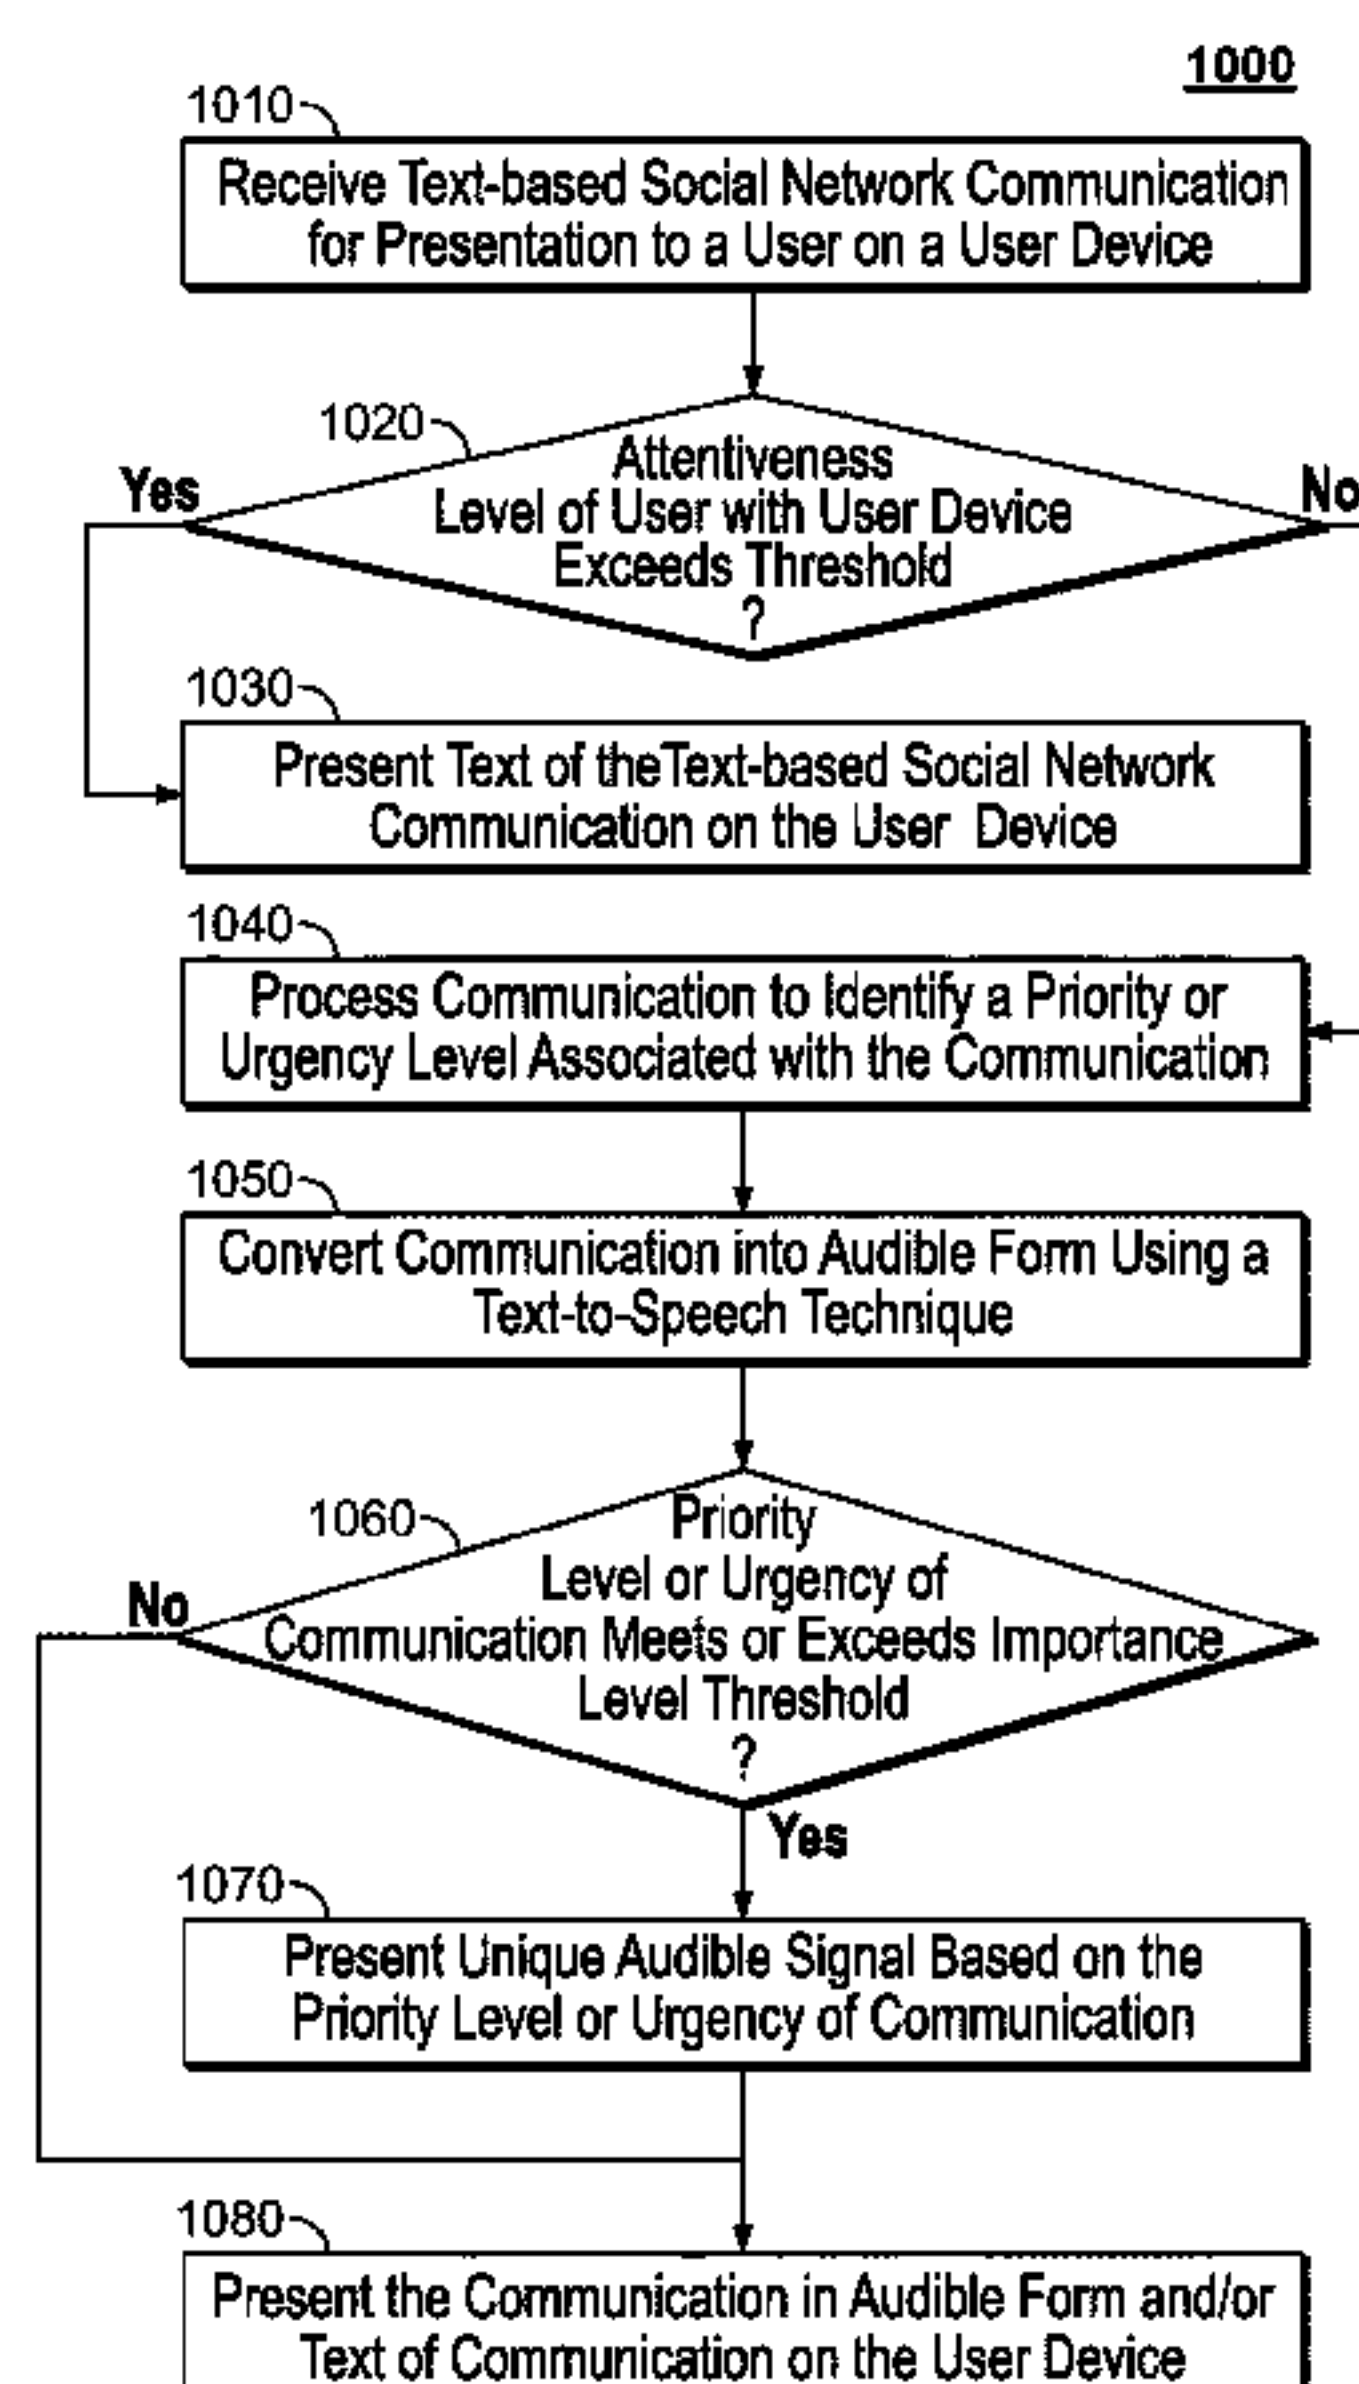 1000
1010
Receive Text-based Social Network Communication
for Presentation to a User on a User Device
1020
Attentiveness
Level of User with User Device
Exceeds Threshold
?
Yes
No
1030
Present Text of theText-based Social Network
Communication on the User Device
1040
Process Communication to Identify a Priority or
Urgency Level Associated with the Communication
1050
Convert Communication into Audible Form Using a
Text-to-Speech Technique
1060
Priority
Level or Urgency of
Communication Meets or Exceeds Importance
Level Threshold
?
No
Yes
1070
Present Unique Audible Signal Based on the
Priority Level or Urgency of Communication
1080
Present the Communication in Audible Form and/or
Text of Communication on the User Device